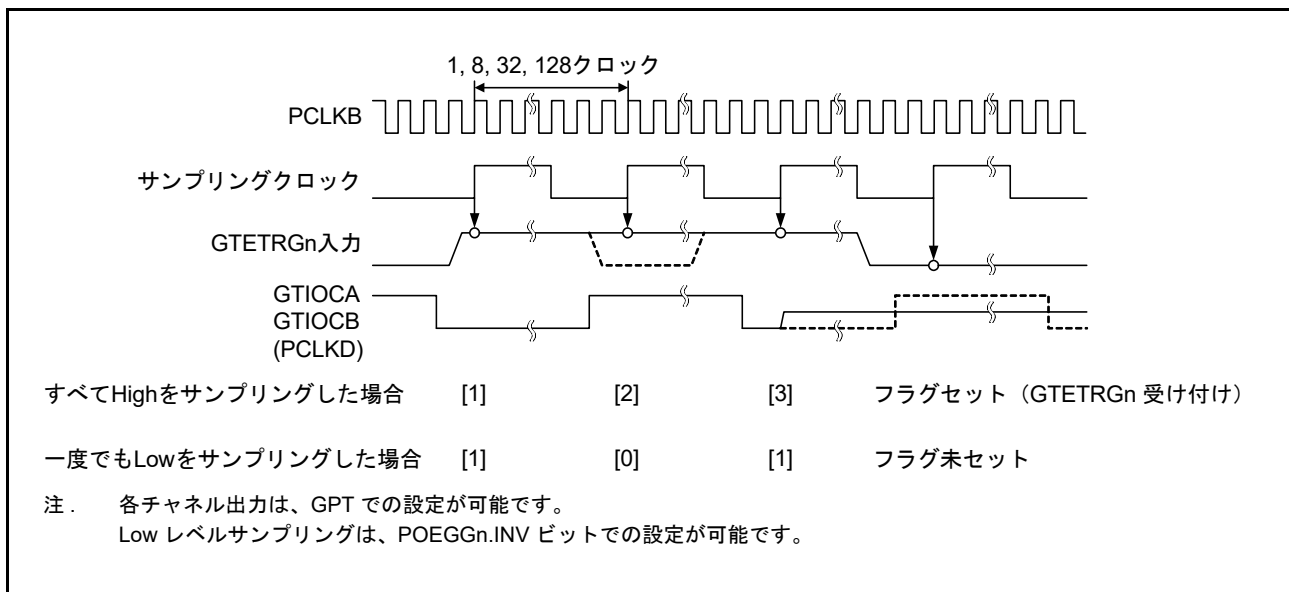 1, 8, 32, 128クロック
PCLKB
サンプリングクロック
GTETRGn入力
GTIOCA
GTIOCB
(PCLKD)
すべてHighをサンプリングした場合 [1] [2] [3] フラグセット（GTETRGn 受け付け）
一度でもLowをサンプリングした場合 [1] [0] [1] フラグ未セット
注 . 各チャネル出力は、GPT での設定が可能です。
Low レベルサンプリングは、POEGGn.INV ビットでの設定が可能です。